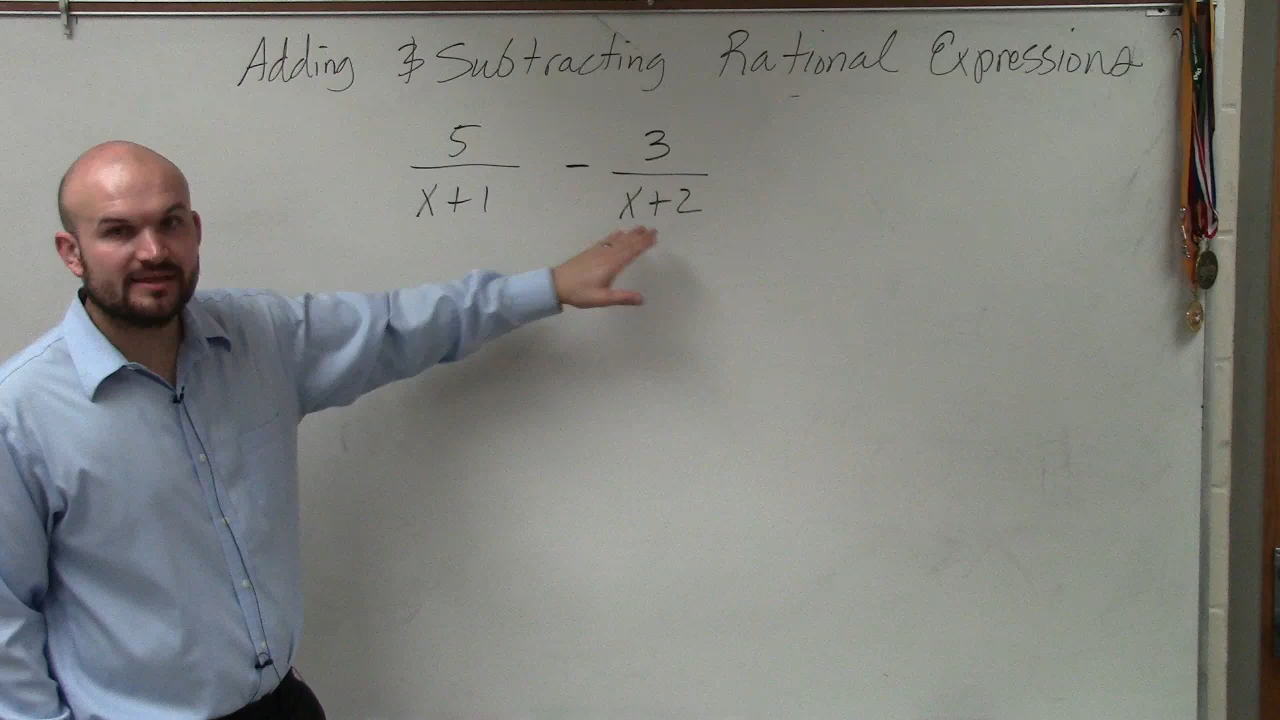 Adding & Subtracting Rational Expressions
5 3
— - —
x+1 x+2